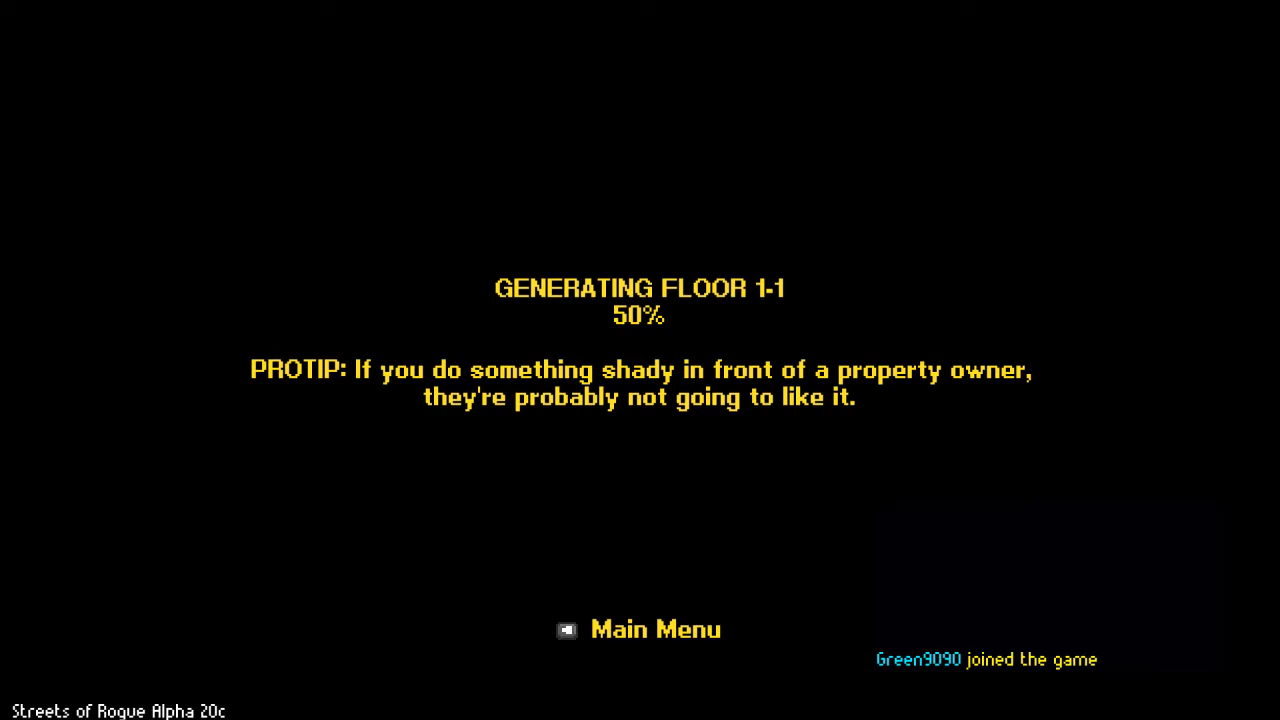 GENERATING FLOOR 1-1
50%
PROTIP: If you do something shady in front of a property owner,
they're probably not going to like it.
Main Menu
Green9090 joined the game
Streets of Rogue Alpha 20c